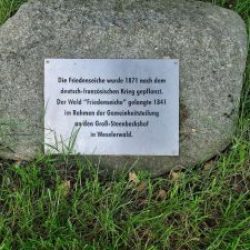 Die Friedenseiche wurde 1871 nach dem
deutsch-französischen Krieg gepflanzt.
Der Wald "Friedenseiche" gelangte 1841
im Rahmen der Gemeinheitsteilung
an den Groß-Steenbeckshof
in Weselerwald.